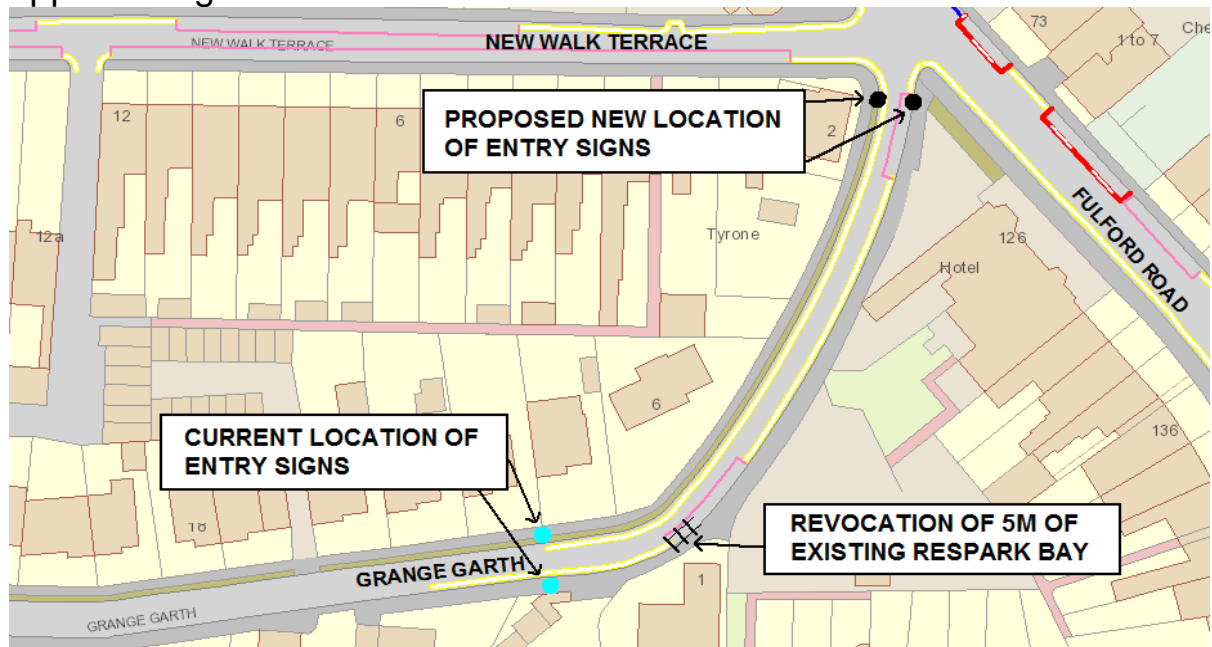 73
1 to 7
Che
NEW WALK TERRACE
NEW WALK TERRACE
12
6
PROPOSED NEW LOCATION
OF ENTRY SIGNS
2
12a
Tyrone
126
Hotel
FULFORD ROAD
6
CURRENT LOCATION OF
ENTRY SIGNS
136
18
REVOCATION OF 5M OF
EXISTING RESPARK BAY
GRANGE GARTH
1
GRANGE GARTH